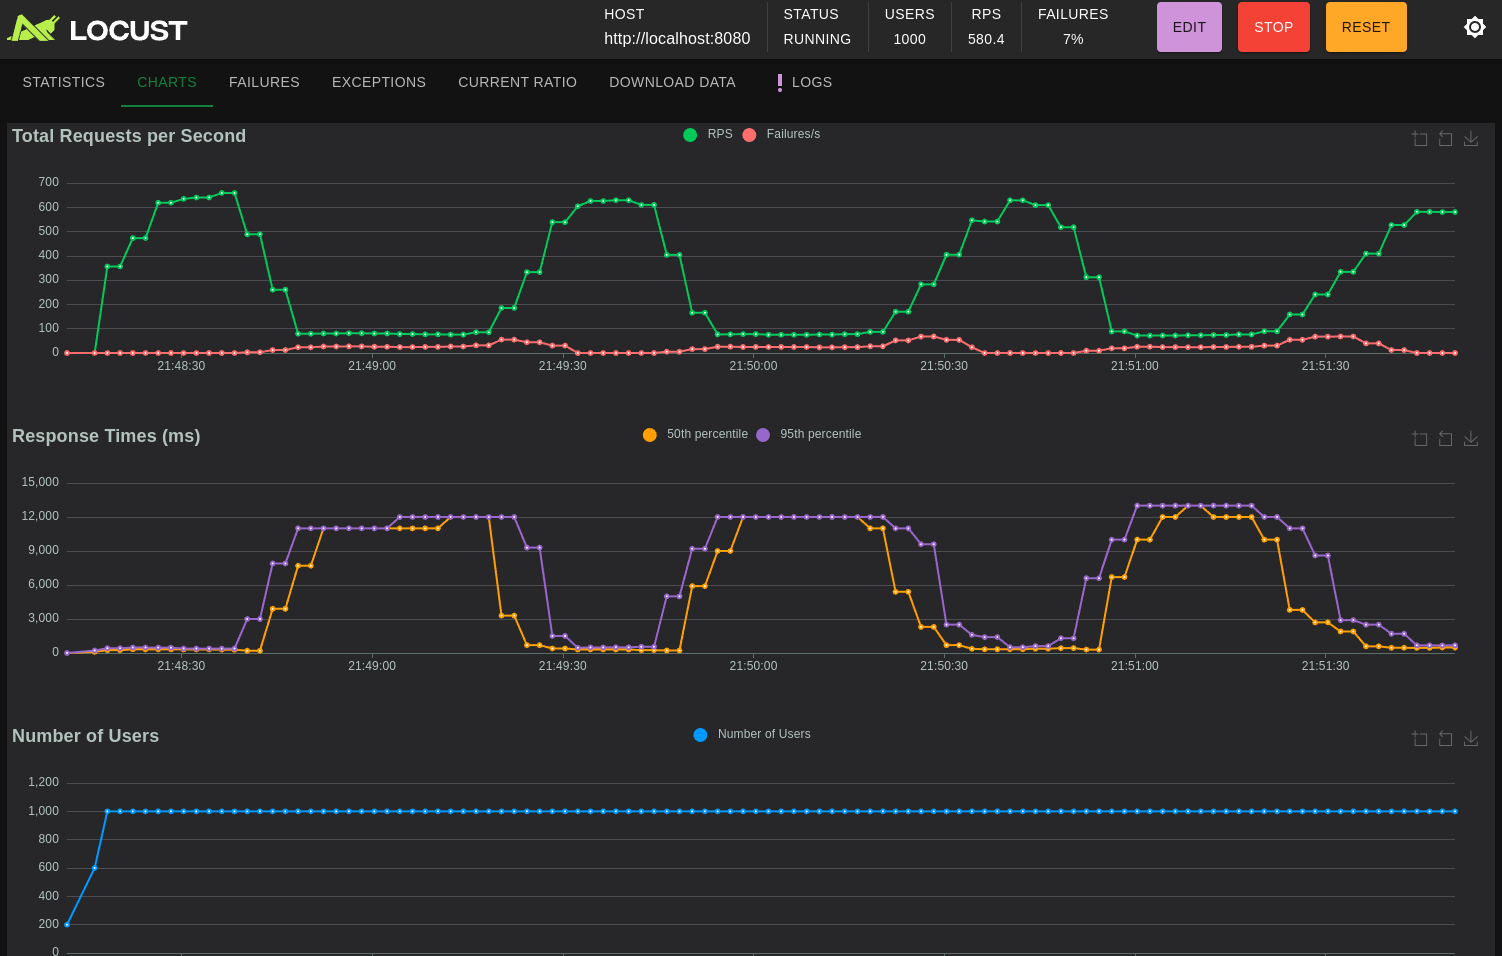 LOCUST
HOST
http://localhost:8080
STATUS
RUNNING
USERS
1000
RPS
580.4
FAILURES
7%
EDIT
STOP
RESET
STATISTICS
CHARTS
FAILURES
EXCEPTIONS
CURRENT RATIO
DOWNLOAD DATA
LOGS
Total Requests per Second
RPS
Failures/s
700
600
500
400
300
200
100
0
21:48:30
21:49:00
21:49:30
21:50:00
21:50:30
21:51:00
21:51:30
Response Times (ms)
50th percentile
95th percentile
15,000
12,000
9,000
6,000
3,000
0
21:48:30
21:49:00
21:49:30
21:50:00
21:50:30
21:51:00
21:51:30
Number of Users
Number of Users
1,200
1,000
800
600
400
200
0